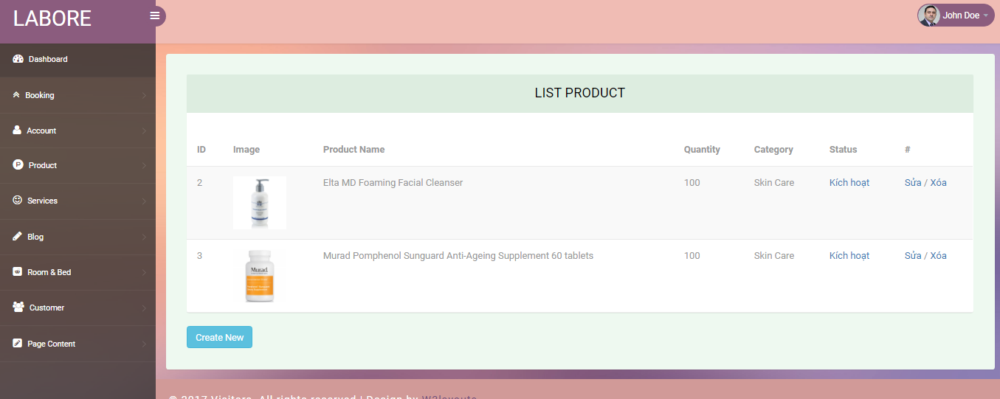 LABORE
John Doe
Dashboard
Booking
Account
Product
Services
Blog
Room & Bed
Customer
Page Content
LIST PRODUCT
ID Image Product Name Quantity Category Status #
2 Elta MD Foaming Facial Cleanser 100 Skin Care Kích hoạt Sửa / Xóa
3 Murad Pomphenol Sunguard Anti-Ageing Supplement 60 tablets 100 Skin Care Kích hoạt Sửa / Xóa
Murad.
Create New
© 2017 Visitors. All rights reserved | Design by W3layouts